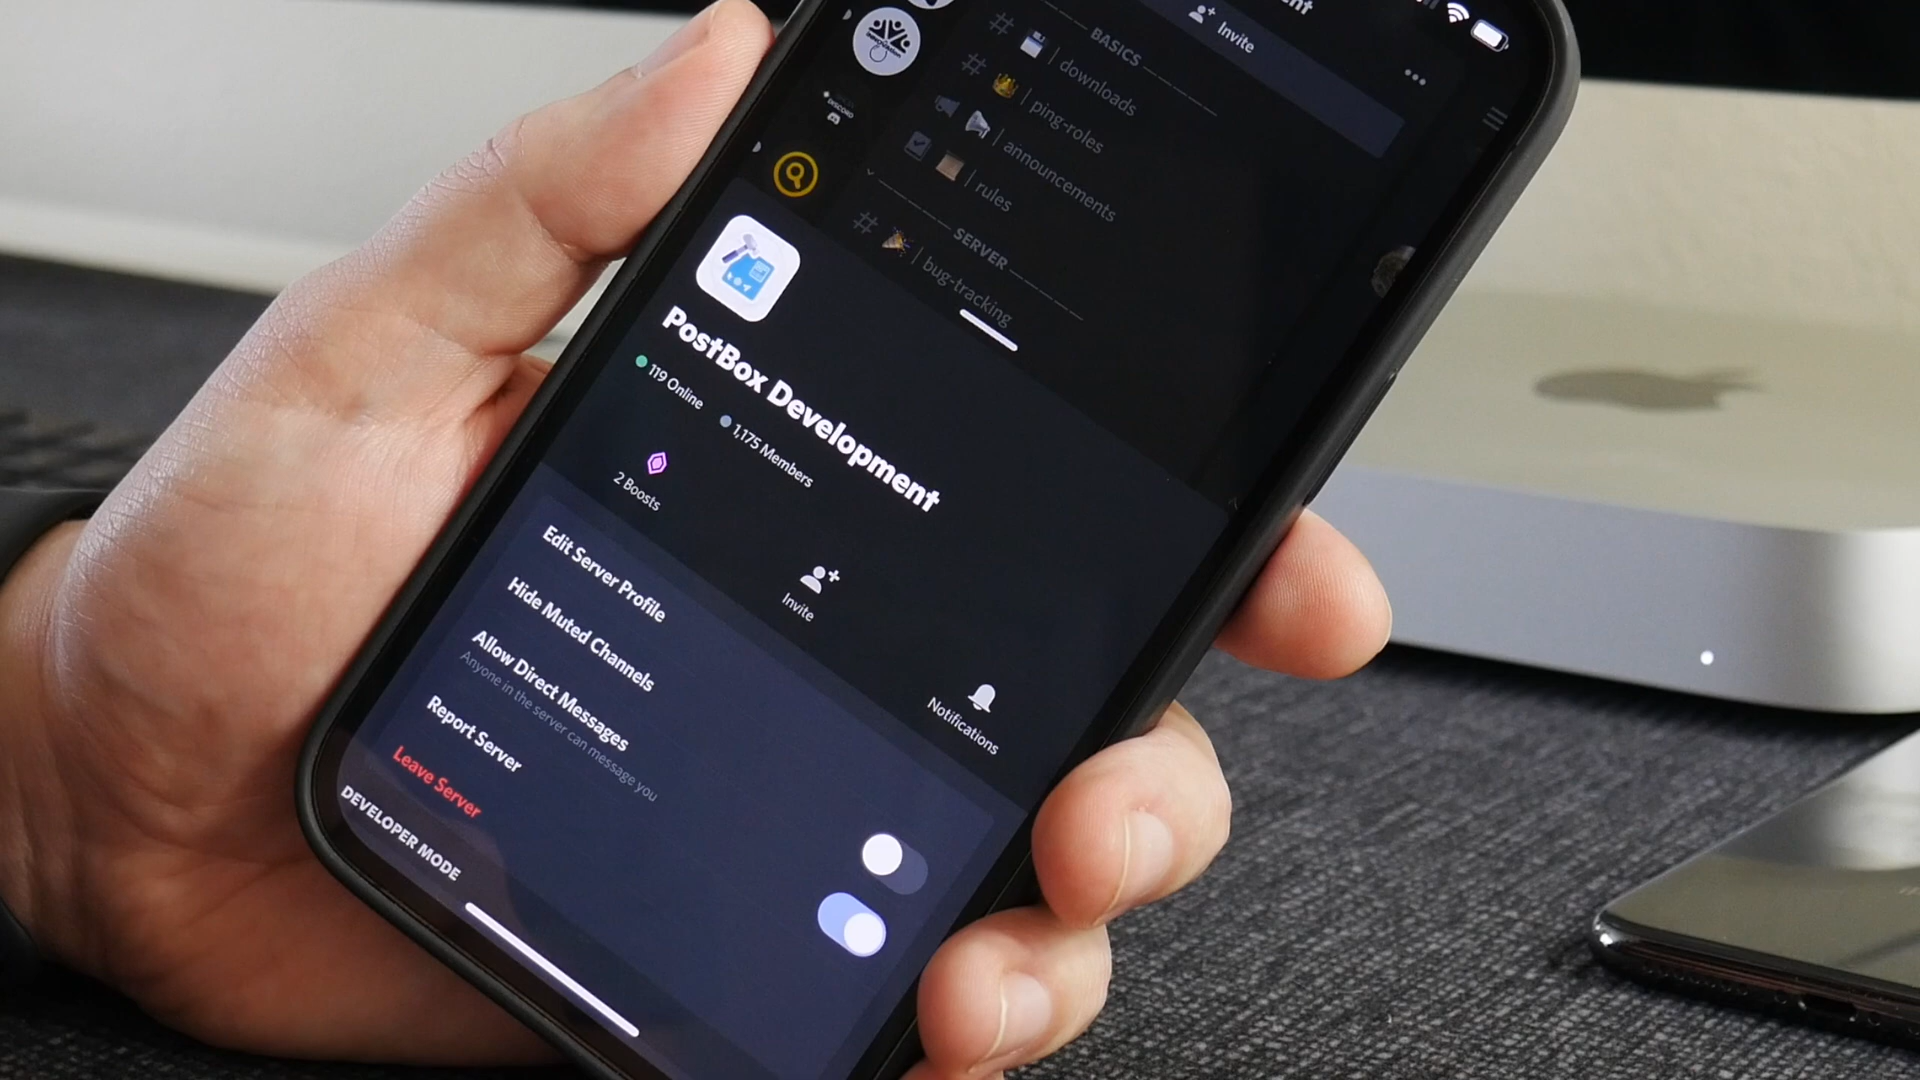 Invite
BASICS
downloads
ping-roles
announcements
rules
SERVER
bug-tracking
PostBox Development
119 Online
1,175 Members
2 Boosts
Invite
Notifications
Edit Server Profile
Hide Muted Channels
Allow Direct Messages
Anyone in the server can message you
Report Server
Leave Server
DEVELOPER MODE